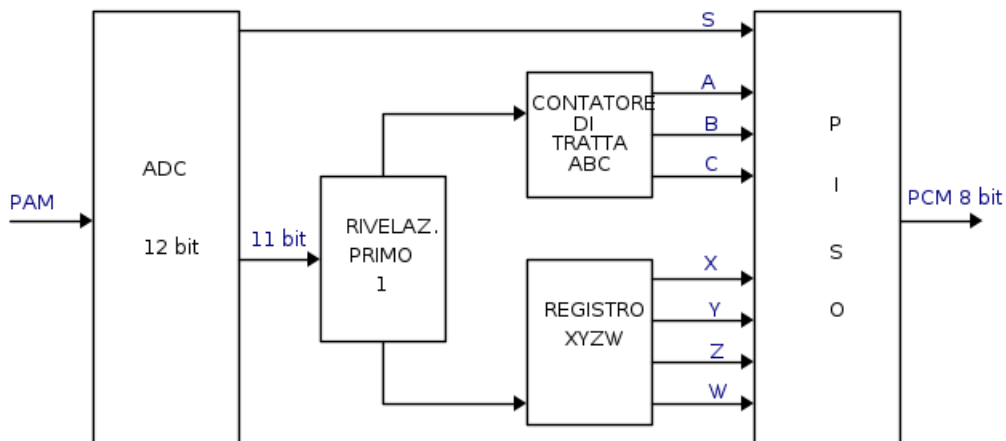 PAM
ADC
12 bit
11 bit
RIVELAZ.
PRIMO
1
CONTATORE
DI
TRATTA
ABC
REGISTRO
XYZW
S
A
B
C
X
Y
Z
W
P
I
S
O
PCM 8 bit